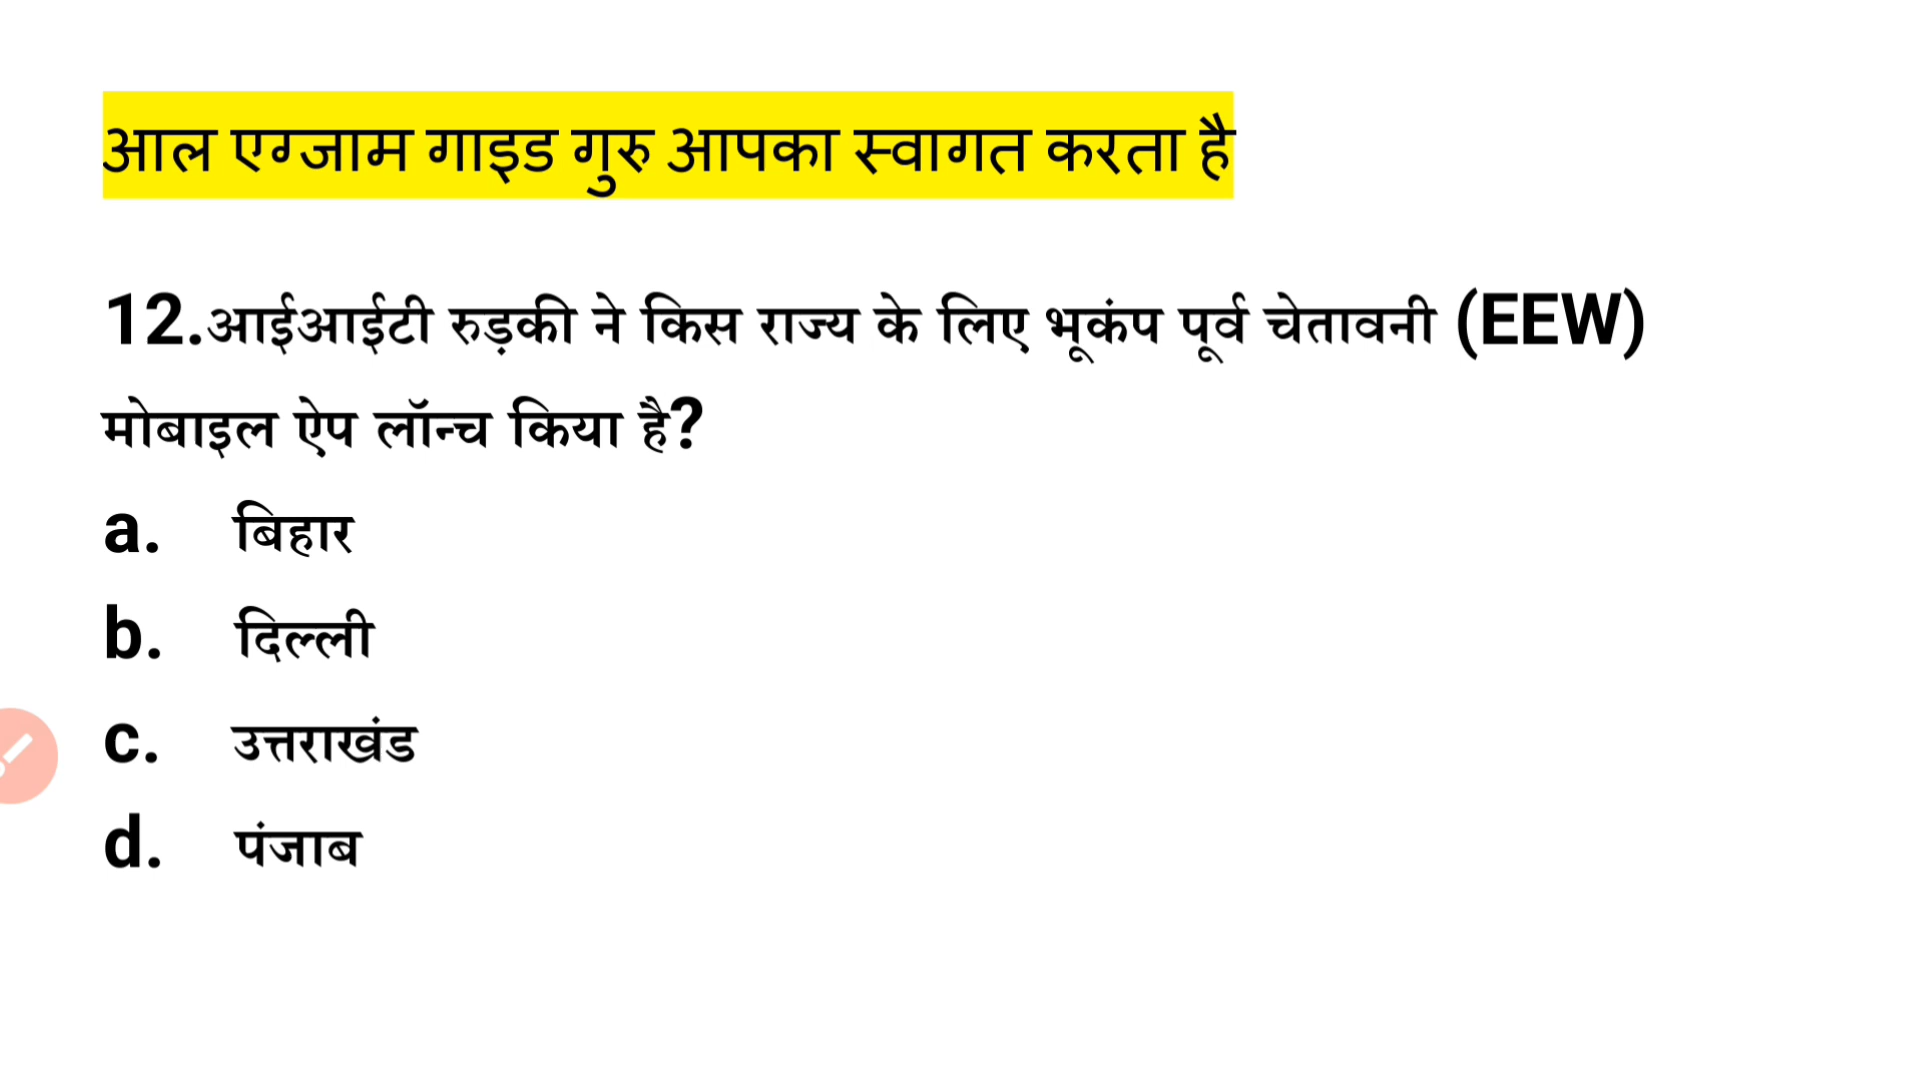 आल एग्जाम गाइड गुरु आपका स्वागत करता है
12.आईआईटी रुड़की ने किस राज्य के लिए भूकंप पूर्व चेतावनी (EEW)
मोबाइल ऐप लॉन्च किया है?
a. बिहार
b. दिल्ली
c. उत्तराखंड
d. पंजाब